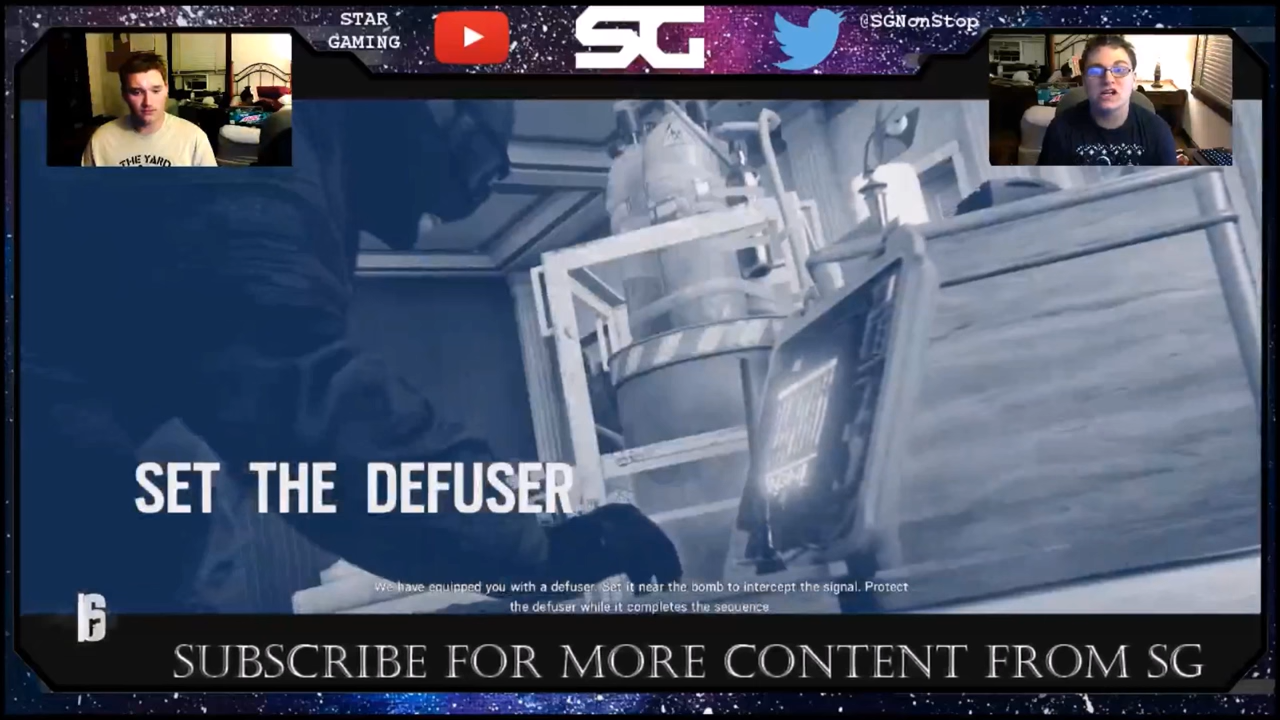 STAR
GAMING
SG
@SGNonStop
THE YARD
SET THE DEFUSER
We have equipped you with a defuser. Set it near the bomb to intercept the signal. Protect
the defuser while it completes the sequence.
6
SUBSCRIBE FOR MORE CONTENT FROM SG